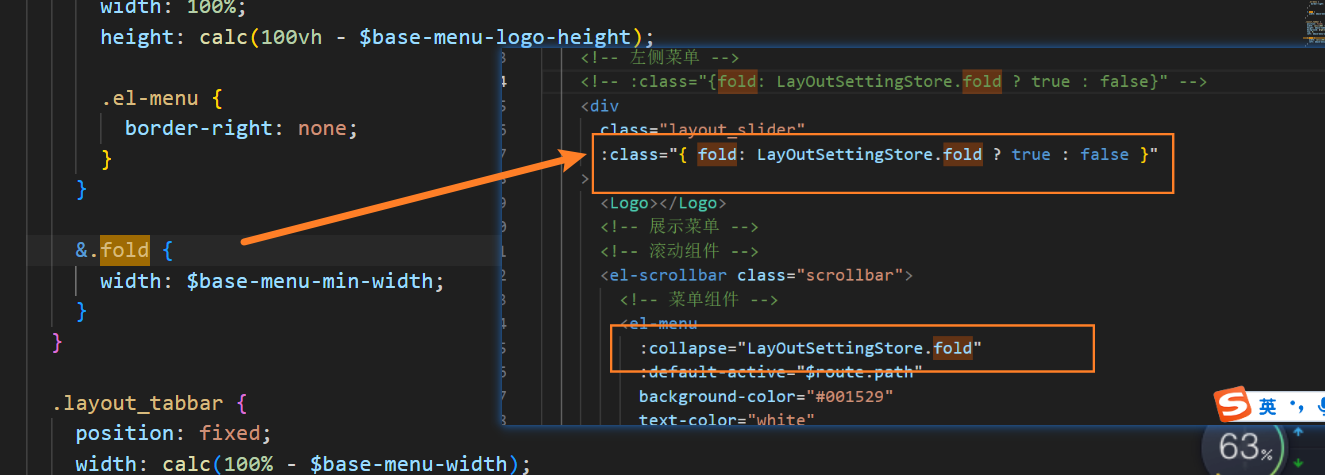 width: 100%;
height: calc(100vh - $base-menu-logo-height);
.el-menu {
border-right: none;
}
}
&.fold {
width: $base-menu-min-width;
}
}
.layout_tabbar {
position: fixed;
width: calc(100% - $base-menu-width);
<!-- 左侧菜单 -->
<!-- :class="{fold: LayOutSettingStore.fold ? true : false}" -->
<div
class="layout_slider"
:class="{ fold: LayOutSettingStore.fold ? true : false }"
>
<Logo></Logo>
<!-- 展示菜单 -->
<!-- 滚动组件 -->
<el-scrollbar class="scrollbar">
<!-- 菜单组件 -->
<el-menu
:collapse="LayOutSettingStore.fold"
:default-active="$route.path"
background-color="#001529"
text-color="white"
英
63%